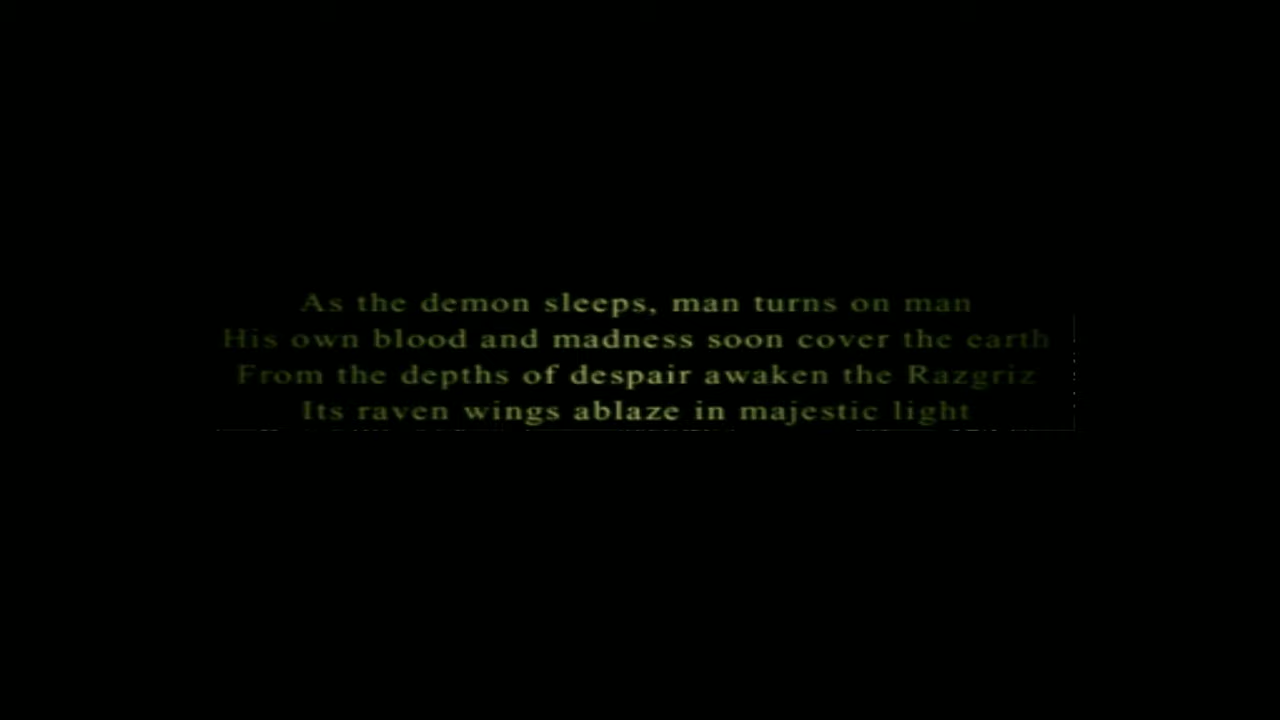 As the demon sleeps, man turns on man
His own blood and madness soon cover the earth
From the depths of despair awaken the Razgriz
Its raven wings ablaze in majestic light